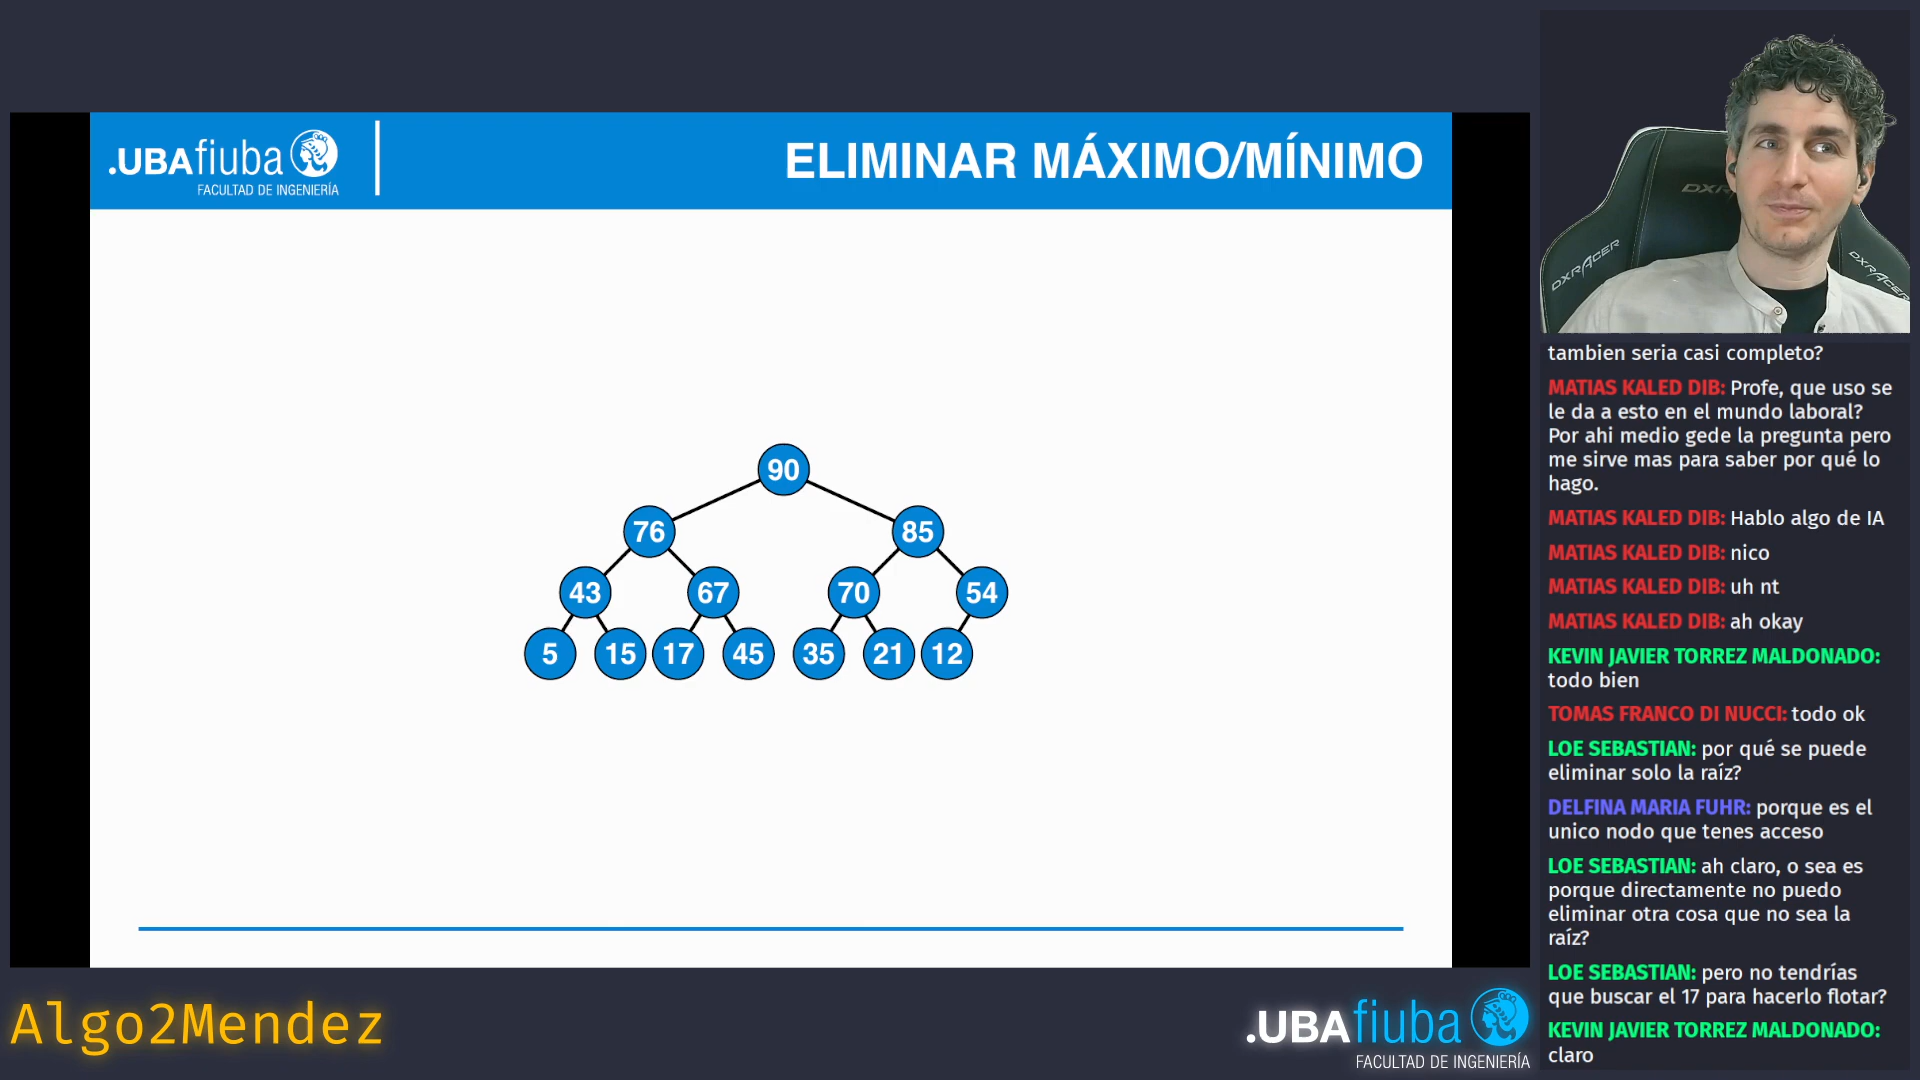 .UBAfiuba
FACULTAD DE INGENIERÍA
ELIMINAR MÁXIMO/MÍNIMO
90
76 85
43 67 70 54
5 15 17 45 35 21 12
DXRACER
DXRACER
tambien seria casi completo?
MATIAS KALED DIB: Profe, que uso se
le da a esto en el mundo laboral?
Por ahi medio gede la pregunta pero
me sirve mas para saber por qué lo
hago.
MATIAS KALED DIB: Hablo algo de IA
MATIAS KALED DIB: nico
MATIAS KALED DIB: uh nt
MATIAS KALED DIB: ah okay
KEVIN JAVIER TORREZ MALDONADO:
todo bien
TOMAS FRANCO DI NUCCI: todo ok
LOE SEBASTIAN: por qué se puede
eliminar solo la raíz?
DELFINA MARIA FUHR: porque es el
unico nodo que tenes acceso
LOE SEBASTIAN: ah claro, o sea es
porque directamente no puedo
eliminar otra cosa que no sea la
raíz?
LOE SEBASTIAN: pero no tendrías
que buscar el 17 para hacerlo flotar?
KEVIN JAVIER TORREZ MALDONADO:
claro
Algo2Mendez
.UBAfiuba
FACULTAD DE INGENIERÍA